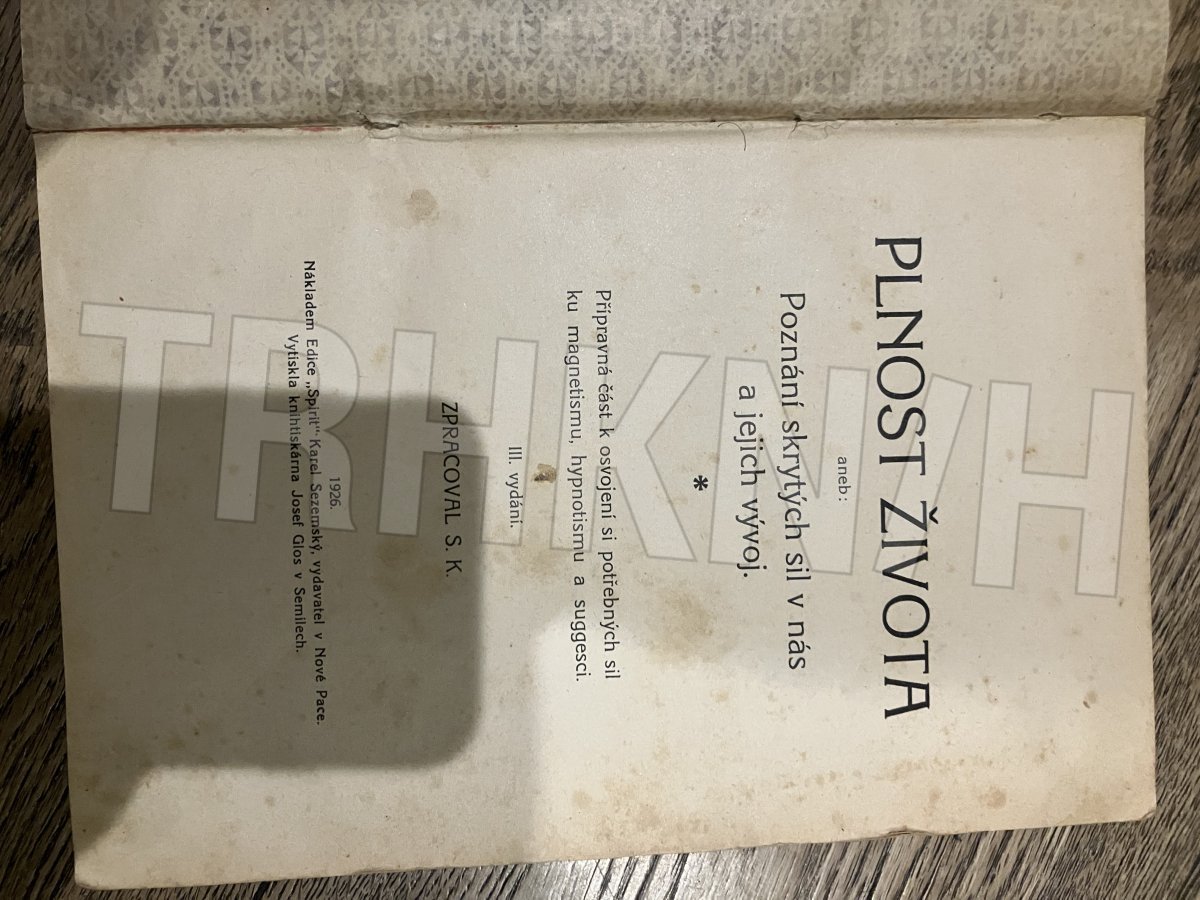 PLNOST ŽIVOTA
aneb:
Poznání skrytých sil v nás
a jejich vývoj.
*
Přípravná část k osvojení si potřebných sil
ku magnetismu, hypnotismu a suggesci.
III. vydání.
ZPRACOVAL S. K.
1926.
Nákladem Edice „Spirit“ Karel Sezemský, vydavatel v Nové Pace.
Vytiskla knihtiskárna Josef Glos v Semilech.
TRHKNIH